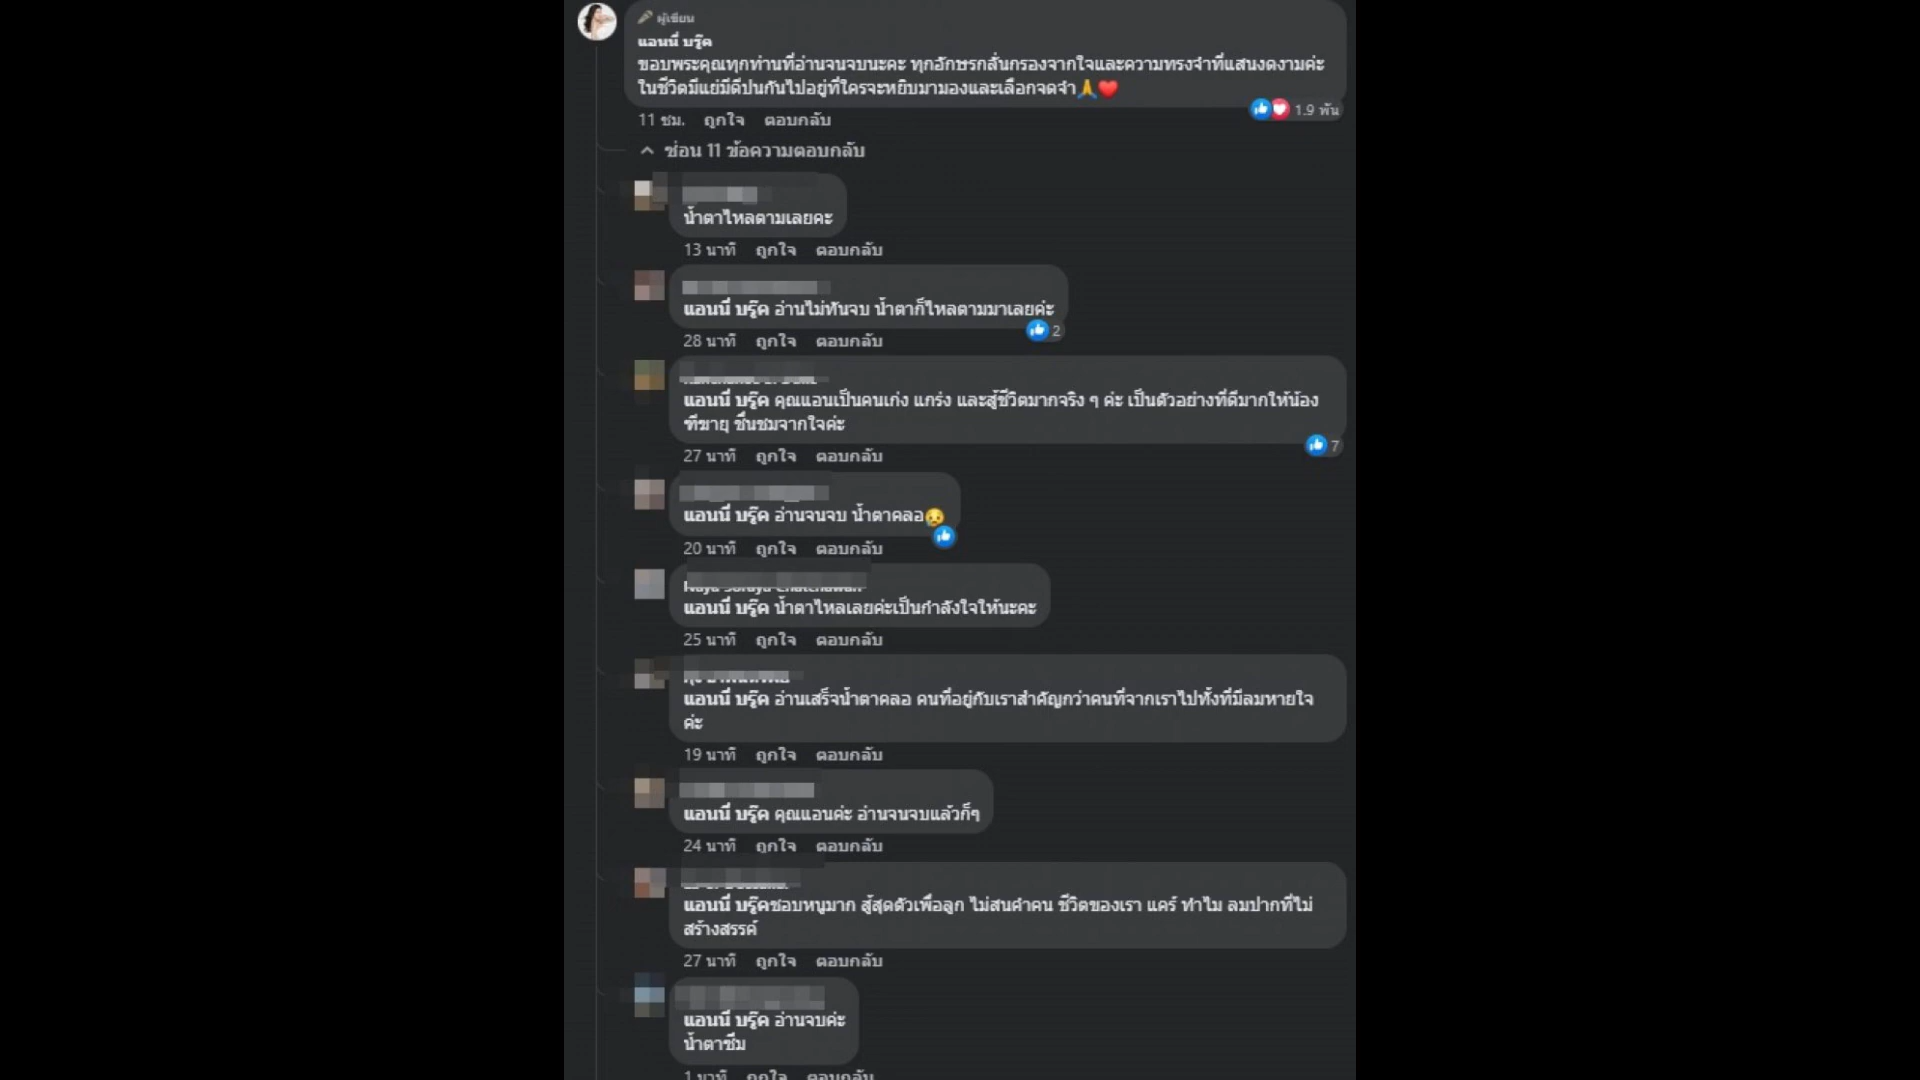 ผู้เขียน
แอนนี่ บรู๊ค
ขอบพระคุณทุกท่านที่อ่านจนจบนะคะ ทุกอักษรกลั่นกรองจากใจและความทรงจำที่แสนงดงามค่ะ
ในชีวิตมีแย่มีดีปนกันไปอยู่ที่ใครจะหยิบมามองและเลือกจดจำ🙏❤️
1.9 พัน
11 ชม. ถูกใจ ตอบกลับ
ซ่อน 11 ข้อความตอบกลับ
น้ำตาไหลตามเลยคะ
13 นาที ถูกใจ ตอบกลับ
แอนนี่ บรู๊ค อ่านไม่ทันจบ น้ำตาก็ไหลตามมาเลยค่ะ
2
28 นาที ถูกใจ ตอบกลับ
แอนนี่ บรู๊ค คุณแอนเป็นคนเก่ง แกร่ง และสู้ชีวิตมากจริง ๆ ค่ะ เป็นตัวอย่างที่ดีมากให้น้อง
ฑีฆายุ ชื่นชมจากใจค่ะ
7
27 นาที ถูกใจ ตอบกลับ
แอนนี่ บรู๊ค อ่านจนจบ น้ำตาคลอ😥
20 นาที ถูกใจ ตอบกลับ
แอนนี่ บรู๊ค น้ำตาไหลเลยค่ะเป็นกำลังใจให้นะคะ
25 นาที ถูกใจ ตอบกลับ
แอนนี่ บรู๊ค อ่านเสร็จน้ำตาคลอ คนที่อยู่กับเราสำคัญกว่าคนที่จากเราไปทั้งที่มีลมหายใจ
ค่ะ
19 นาที ถูกใจ ตอบกลับ
แอนนี่ บรู๊ค คุณแอนค่ะ อ่านจนจบแล้วก็ๆ
24 นาที ถูกใจ ตอบกลับ
แอนนี่ บรู๊คชอบหนูมาก สู้สุดตัวเพื่อลูก ไม่สนคำคน ชีวิตของเรา แคร์ ทำไม ลมปากที่ไม่
สร้างสรรค์
27 นาที ถูกใจ ตอบกลับ
แอนนี่ บรู๊ค อ่านจบค่ะ
น้ำตาซึม
1 นาที ถูกใจ ตอบกลับ